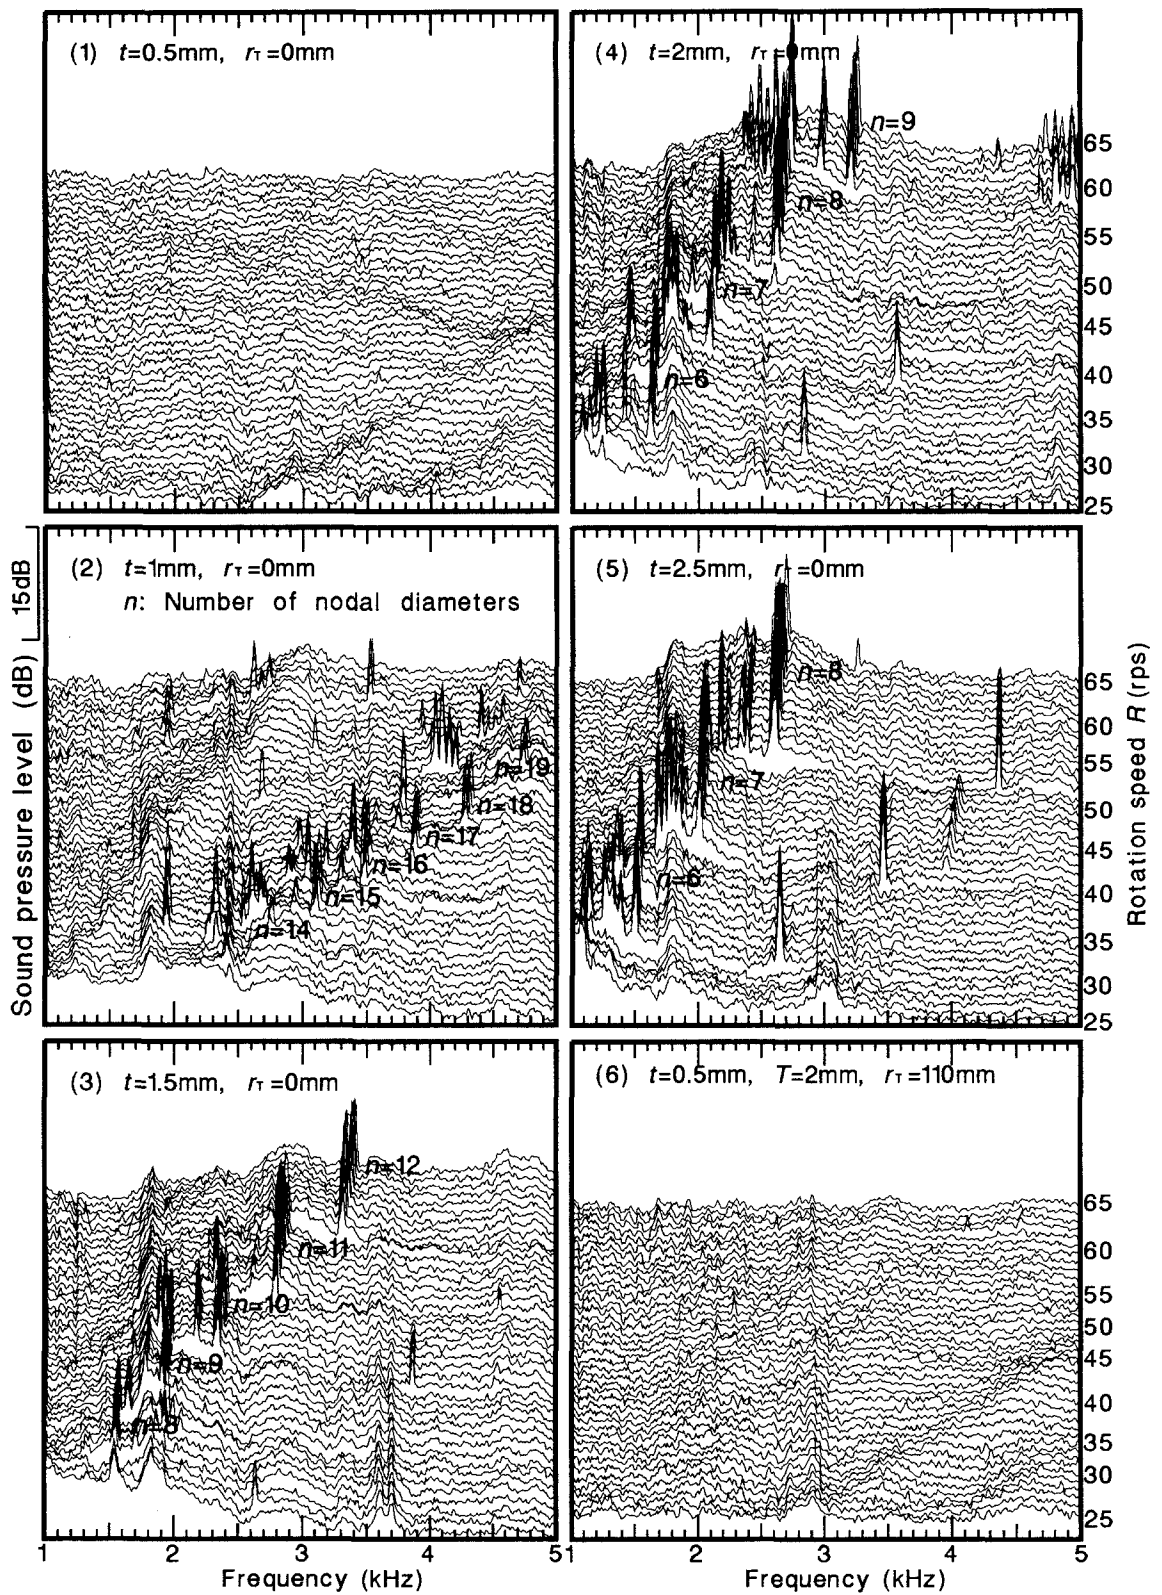 (1) t=0.5mm, rT=0mm
(4) t=2mm, rT=0mm
n=9
n=8
n=7
n=6
65
60
55
50
45
40
35
30
25
Sound pressure level (dB)
15dB
(2) t=1mm, rT=0mm
n: Number of nodal diameters
n=19
n=18
n=17
n=16
n=15
n=14
(5) t=2.5mm, r =0mm
n=8
n=7
n=6
65
60
55
50
45
40
35
30
25
Rotation speed R (rps)
(3) t=1.5mm, rT=0mm
n=12
n=11
n=10
n=9
n=8
(6) t=0.5mm, T=2mm, rT=110mm
65
60
55
50
45
40
35
30
25
1 2 3 4 5
Frequency (kHz)
1 2 3 4 5
Frequency (kHz)